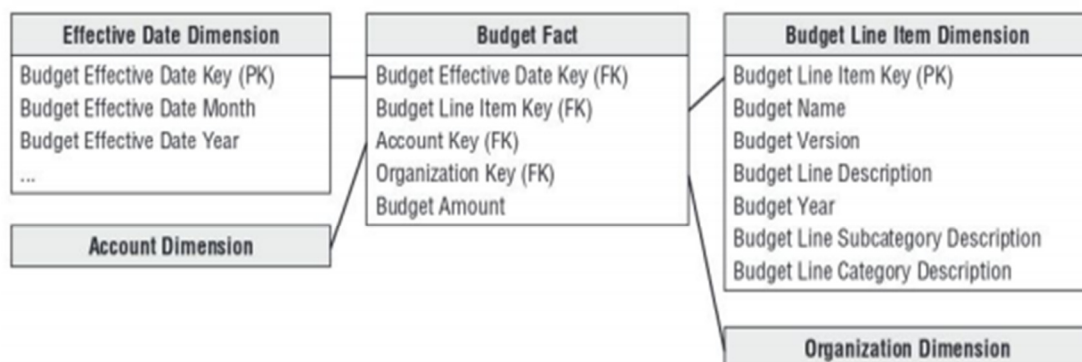 Effective Date Dimension
Budget Effective Date Key (PK)
Budget Effective Date Month
Budget Effective Date Year
...
Account Dimension
Budget Fact
Budget Effective Date Key (FK)
Budget Line Item Key (FK)
Account Key (FK)
Organization Key (FK)
Budget Amount
Budget Line Item Dimension
Budget Line Item Key (PK)
Budget Name
Budget Version
Budget Line Description
Budget Year
Budget Line Subcategory Description
Budget Line Category Description
Organization Dimension